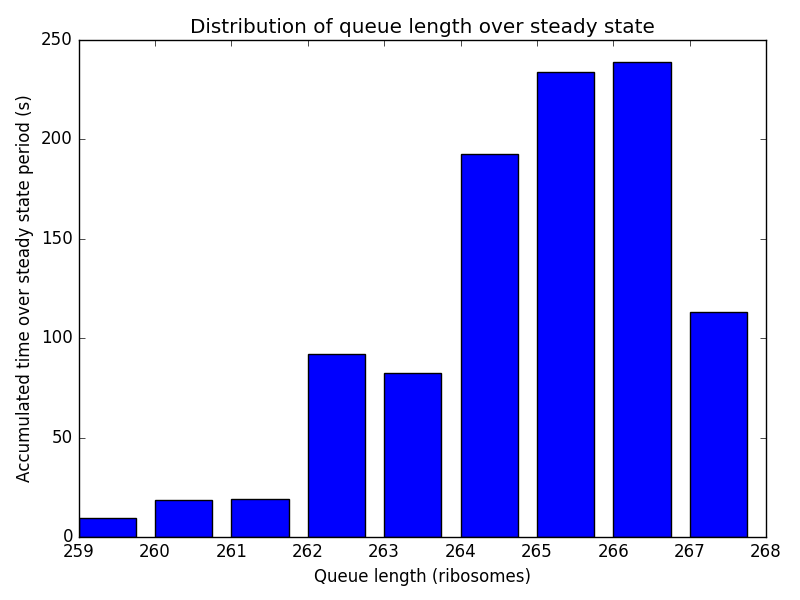 Distribution of queue length over steady state
Accumulated time over steady state period (s)
250
200
150
100
50
0
259 260 261 262 263 264 265 266 267 268
Queue length (ribosomes)